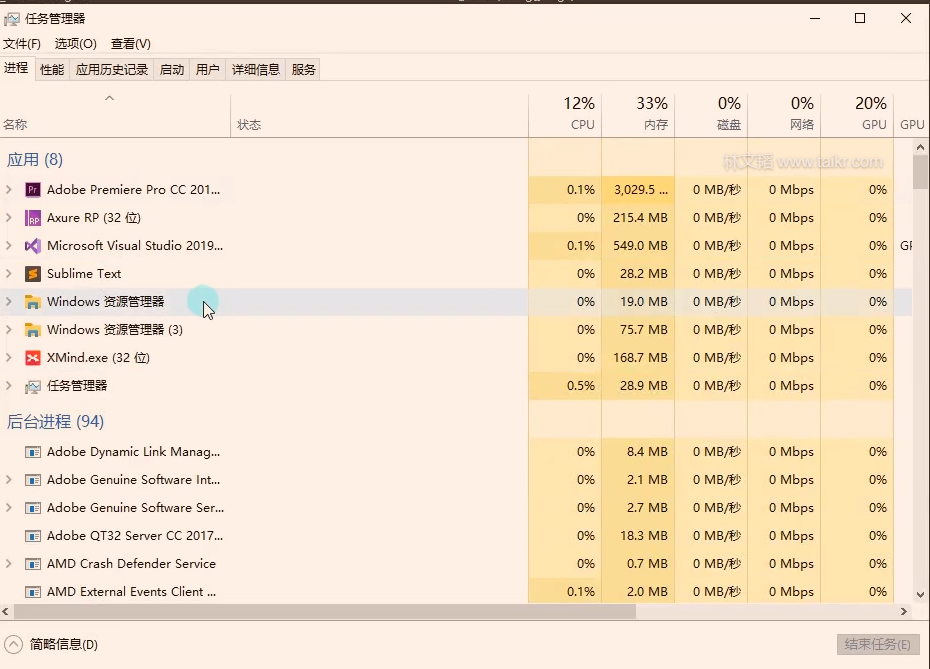 任务管理器
文件(F) 选项(O) 查看(V)
进程 性能 应用历史记录 启动 用户 详细信息 服务
12% 33% 0% 0% 20%
名称 状态 CPU 内存 磁盘 网络 GPU GPU
应用 (8)
www.taikr.com
Adobe Premiere Pro CC 201... 0.1% 3,029.5 ... 0 MB/秒 0 Mbps 0%
Axure RP (32 位) 0% 215.4 MB 0 MB/秒 0 Mbps 0%
Microsoft Visual Studio 2019... 0.1% 549.0 MB 0 MB/秒 0 Mbps 0% GP
Sublime Text 0% 28.2 MB 0 MB/秒 0 Mbps 0%
Windows 资源管理器 0% 19.0 MB 0 MB/秒 0 Mbps 0%
Windows 资源管理器 (3) 0% 75.7 MB 0 MB/秒 0 Mbps 0%
XMind.exe (32 位) 0% 168.7 MB 0 MB/秒 0 Mbps 0%
任务管理器 0.5% 28.9 MB 0 MB/秒 0 Mbps 0%
后台进程 (94)
Adobe Dynamic Link Manag... 0% 8.4 MB 0 MB/秒 0 Mbps 0%
Adobe Genuine Software Int... 0% 2.1 MB 0 MB/秒 0 Mbps 0%
Adobe Genuine Software Ser... 0% 2.7 MB 0 MB/秒 0 Mbps 0%
Adobe QT32 Server CC 2017... 0% 18.3 MB 0 MB/秒 0 Mbps 0%
AMD Crash Defender Service 0% 0.7 MB 0 MB/秒 0 Mbps 0%
AMD External Events Client ... 0.1% 2.0 MB 0 MB/秒 0 Mbps 0%
简略信息(D) 结束任务(E)